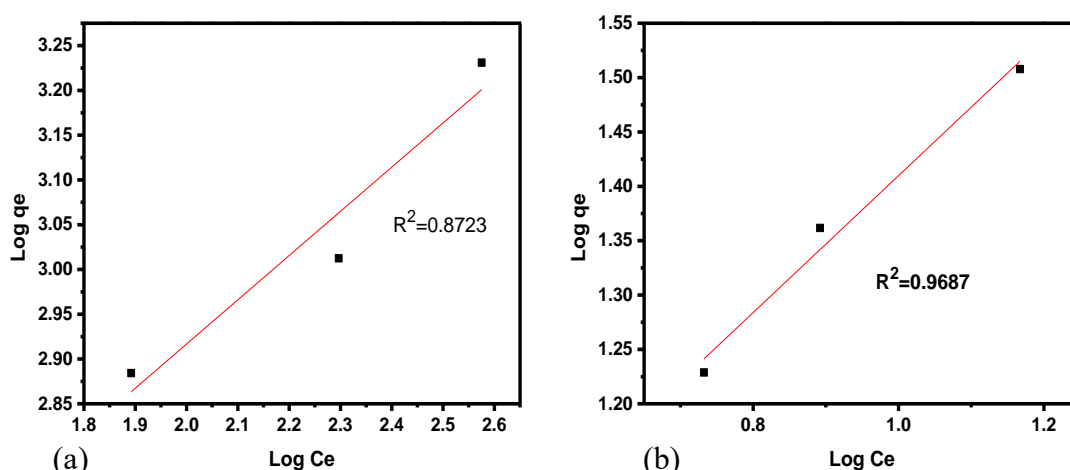 3.25
3.20
3.15
3.10
3.05
3.00
2.95
2.90
2.85
Log qe
R²=0.8723
1.8 1.9 2.0 2.1 2.2 2.3 2.4 2.5 2.6
(a) Log Ce
1.55
1.50
1.45
1.40
1.35
1.30
1.25
1.20
Log qe
R²=0.9687
0.8 1.0 1.2
(b) Log Ce